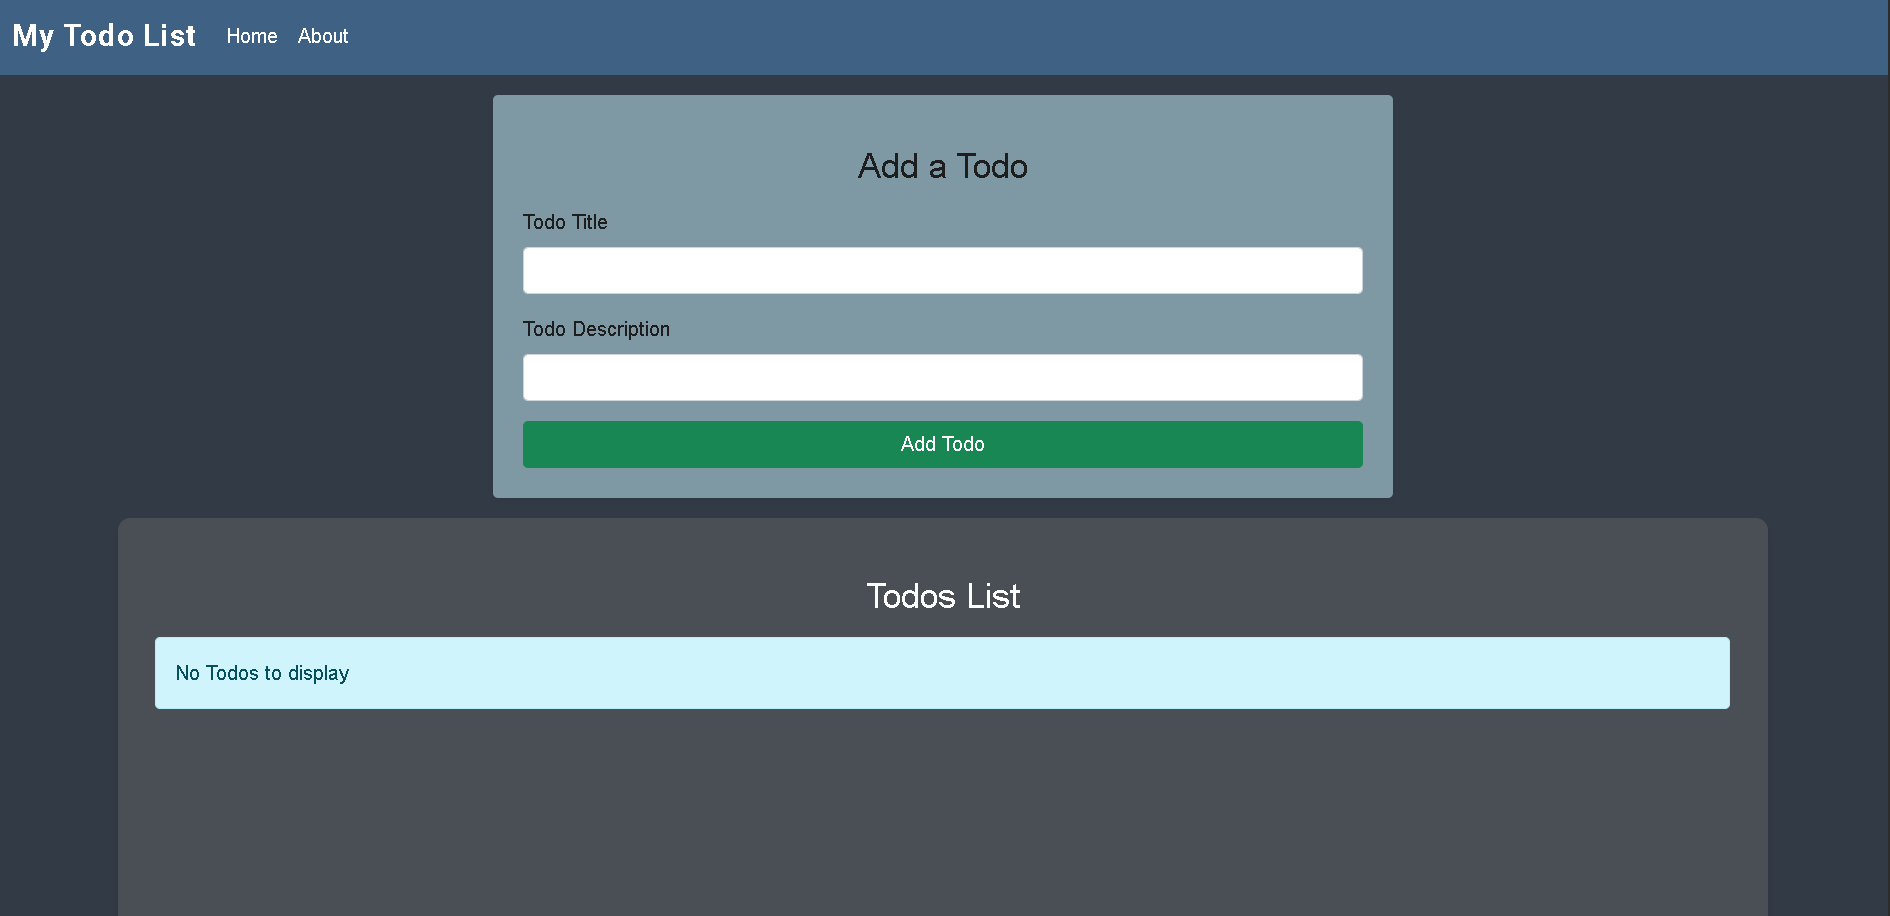 My Todo List Home About
Add a Todo
Todo Title
Todo Description
Add Todo
Todos List
No Todos to display